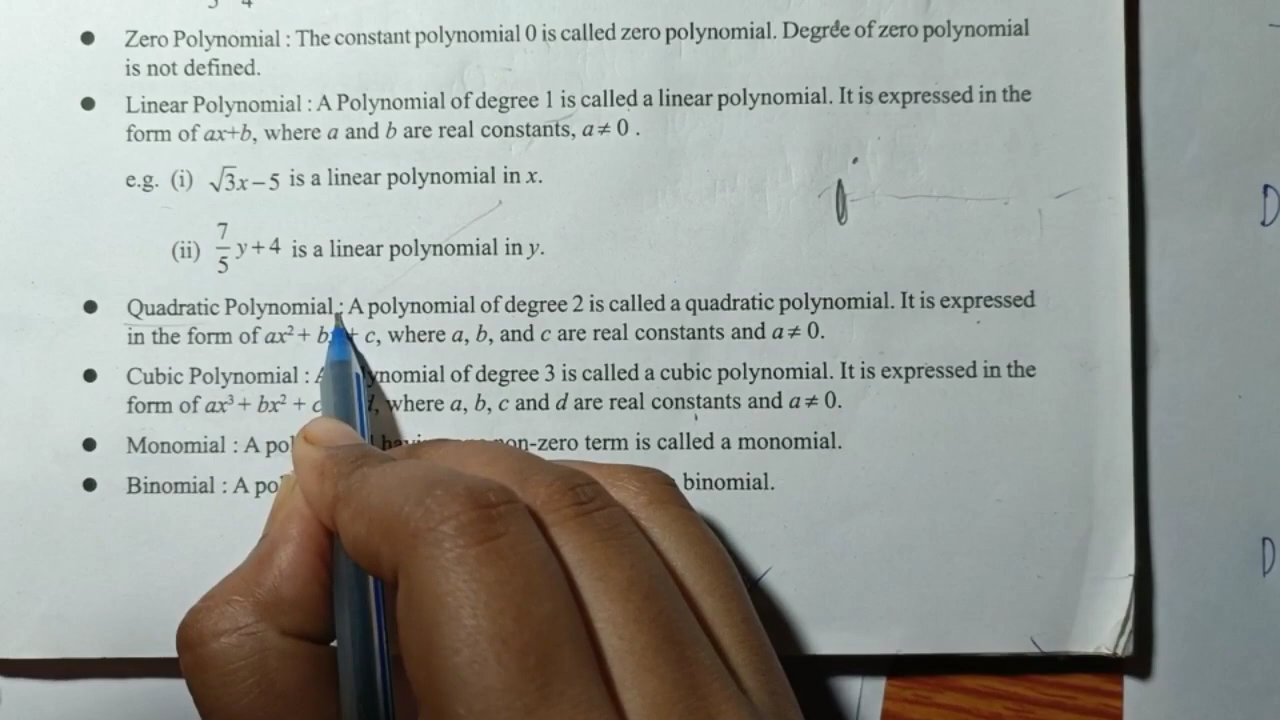 • Zero Polynomial : The constant polynomial 0 is called zero polynomial. Degree of zero polynomial
is not defined.
• Linear Polynomial : A Polynomial of degree 1 is called a linear polynomial. It is expressed in the
form of ax+b, where a and b are real constants, a ≠ 0 .
e.g. (i) √3x – 5 is a linear polynomial in x.
(ii) 7/5 y + 4 is a linear polynomial in y.
• Quadratic Polynomial : A polynomial of degree 2 is called a quadratic polynomial. It is expressed
in the form of ax² + b + c, where a, b, and c are real constants and a ≠ 0.
• Cubic Polynomial : of degree 3 is called a cubic polynomial. It is expressed in the
form of ax³ + bx² + where a, b, c and d are real constants and a ≠ 0.
• Monomial : A term is called a monomial.
• Binomial : A binomial.
D
D